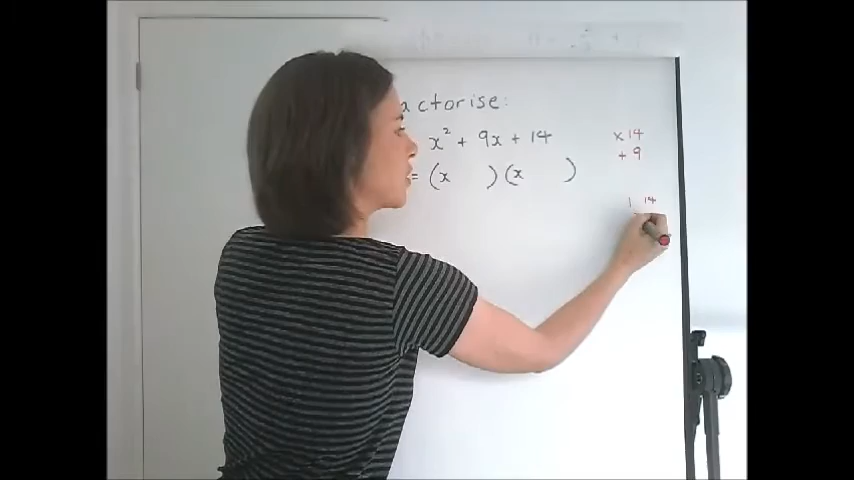 actorise:
x² + 9x + 14
= (x    ) (x    )
x 14
+ 9
1 14